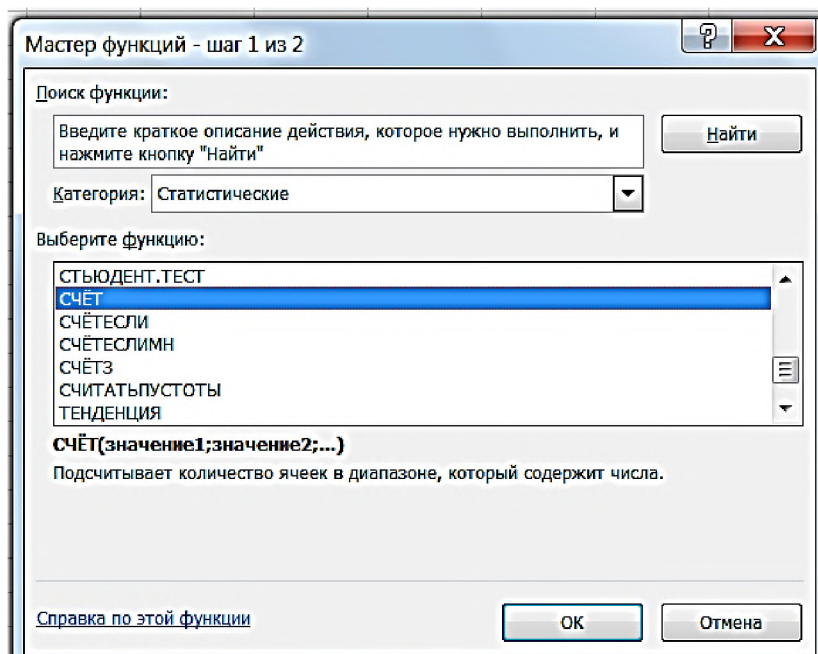 Мастер функций - шаг 1 из 2
Поиск функции:
Введите краткое описание действия, которое нужно выполнить, и
нажмите кнопку "Найти"
Найти
Категория: Статистические
Выберите функцию:
СТЬЮДЕНТ.ТЕСТ
СЧЁТ
СЧЁТЕСЛИ
СЧЁТЕСЛИМН
СЧЁТЗ
СЧИТАТЬПУСТОТЫ
ТЕНДЕНЦИЯ
СЧЁТ(значение1;значение2;...)
Подсчитывает количество ячеек в диапазоне, который содержит числа.
Справка по этой функции
ОК
Отмена